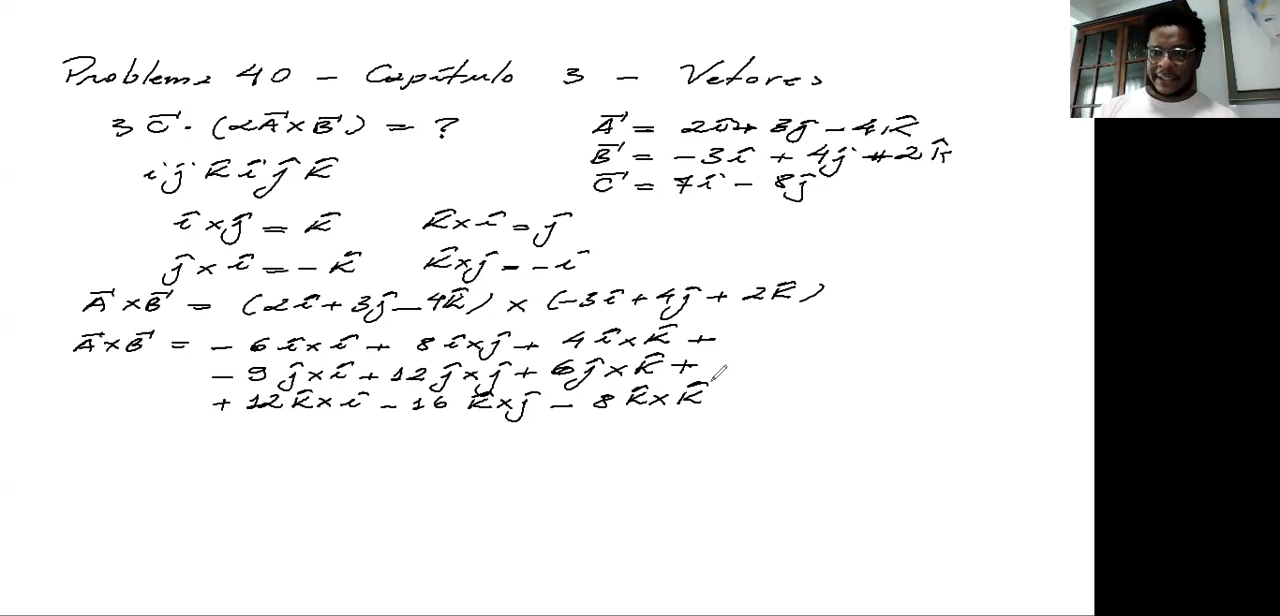 Problema 40 - Capítulo 3 - Vetores
3 C⃗ · (2A⃗ × B⃗) = ?
A⃗ = 2î + 3ĵ - 4k̂
B⃗ = -3î + 4ĵ + 2k̂
C⃗ = 7î - 8ĵ
î ĵ k̂ î ĵ k̂
î × ĵ = k̂ k̂ × î = ĵ
ĵ × î = - k̂ k̂ × ĵ = - î
A⃗ × B⃗ = (2î + 3ĵ - 4k̂) × (-3î + 4ĵ + 2k̂)
A⃗ × B⃗ = - 6 î × î + 8 î × ĵ + 4 î × k̂ +
- 9 ĵ × î + 12 ĵ × ĵ + 6 ĵ × k̂ +
+ 12 k̂ × î - 16 k̂ × ĵ - 8 k̂ × k̂